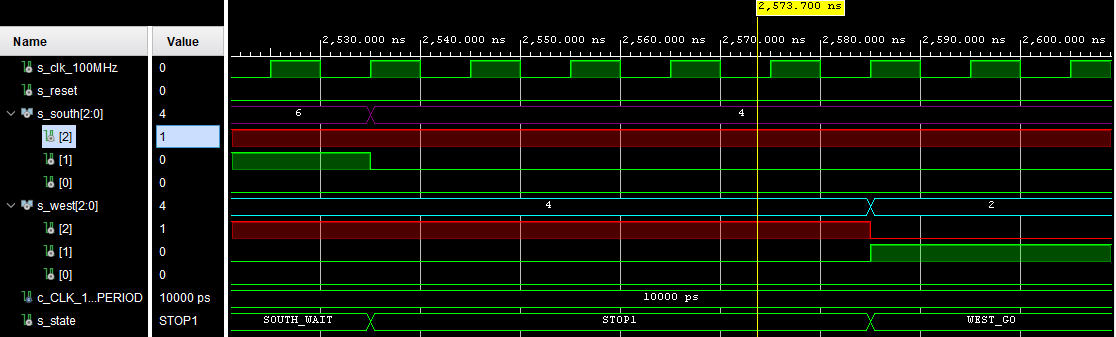 2,573.700 ns
Name Value
2,530.000 ns 2,540.000 ns 2,550.000 ns 2,560.000 ns 2,570.000 ns 2,580.000 ns 2,590.000 ns 2,600.000 ns
s_clk_100MHz 0
s_reset 0
s_south[2:0] 4 6 4
[2] 1
[1] 0
[0] 0
s_west[2:0] 4 4 2
[2] 1
[1] 0
[0] 0
c_CLK_1...PERIOD 10000 ps 10000 ps
s_state STOP1 SOUTH_WAIT STOP1 WEST_GO